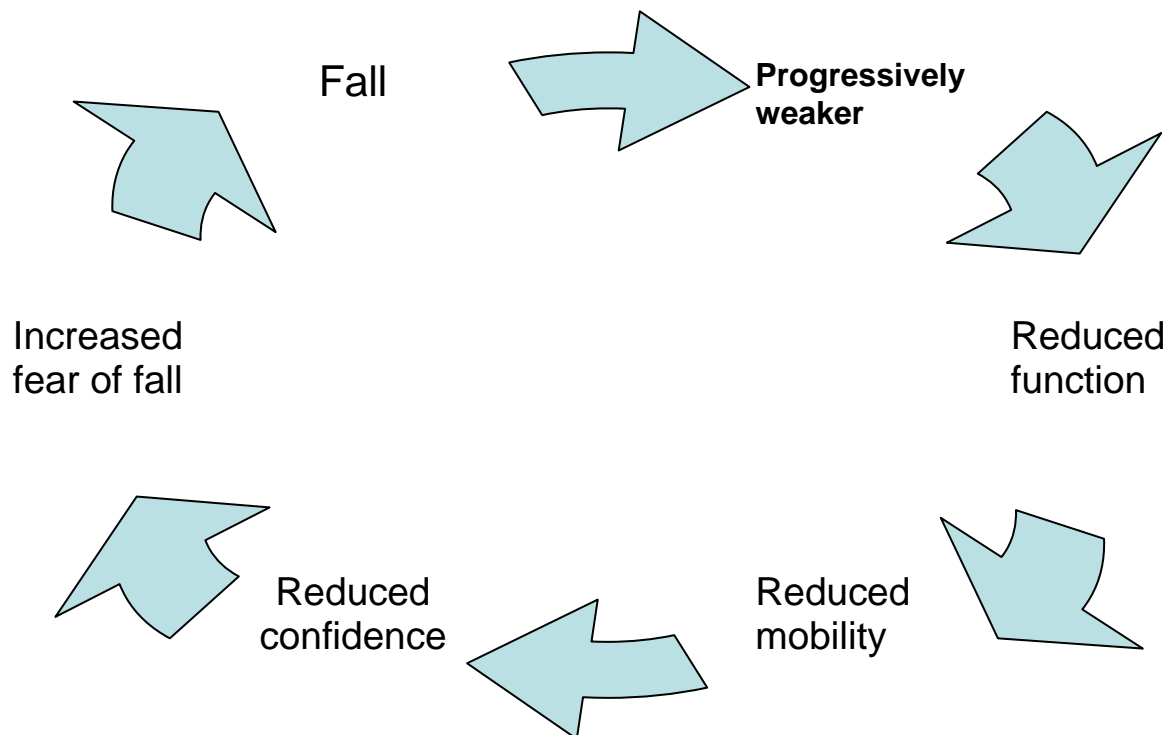 Fall
Progressively
weaker
Reduced
function
Reduced
mobility
Reduced
confidence
Increased
fear of fall